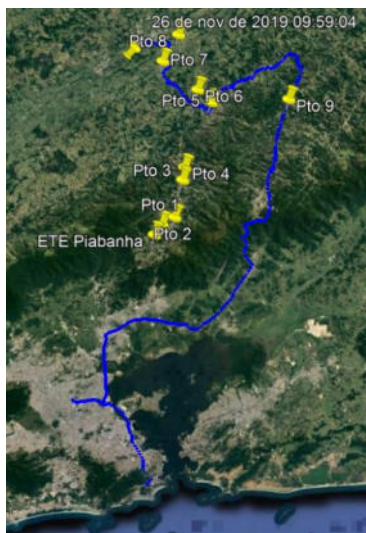 26 de nov de 2019 09:59:04
Pto 8
Pto 7
Pto 5
Pto 6
Pto 9
Pto 3
Pto 4
Pto 1
Pto 2
ETE Piabanha